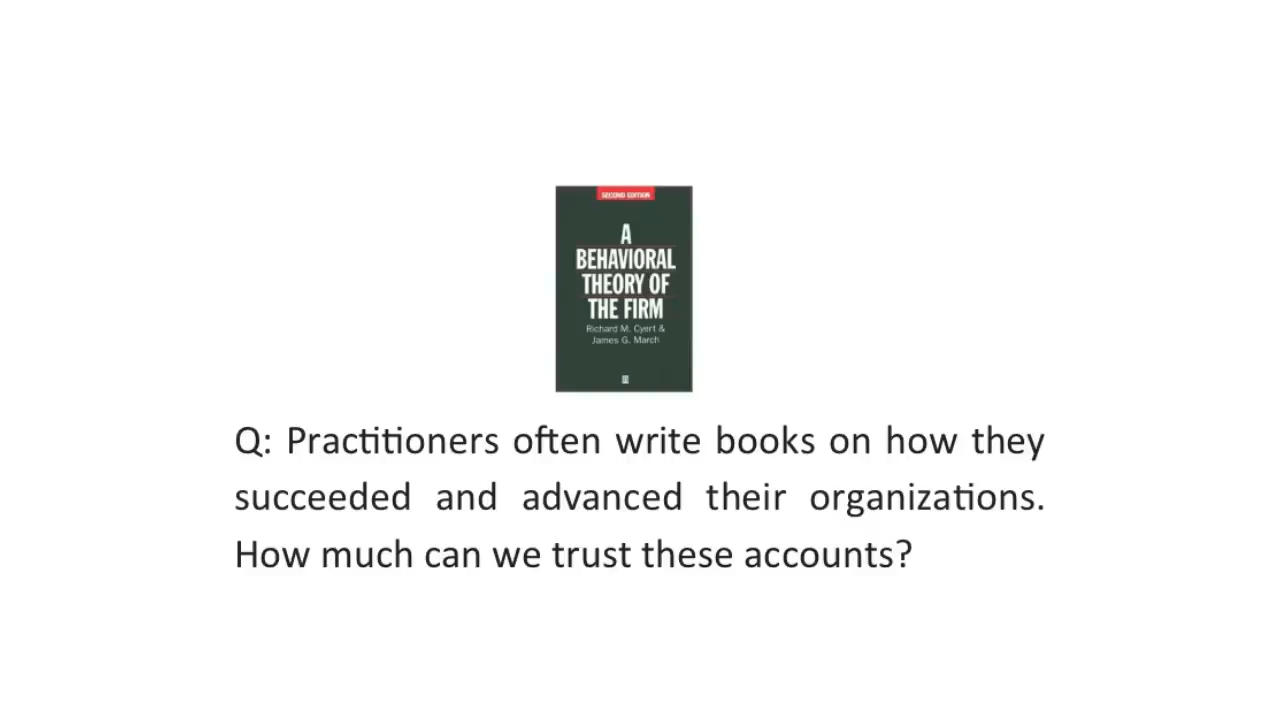 SECOND EDITION
A
BEHAVIORAL
THEORY OF
THE FIRM
Richard M. Cyert &
James G. March
Q: Practitioners often write books on how they
succeeded and advanced their organizations.
How much can we trust these accounts?